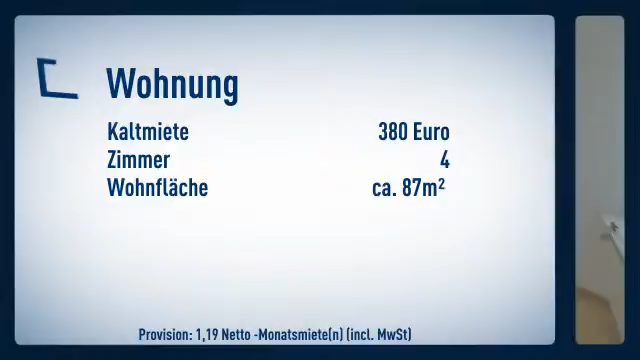 Wohnung
Kaltmiete 380 Euro
Zimmer 4
Wohnfläche ca. 87m²
Provision: 1,19 Netto -Monatsmiete(n) (incl. MwSt)